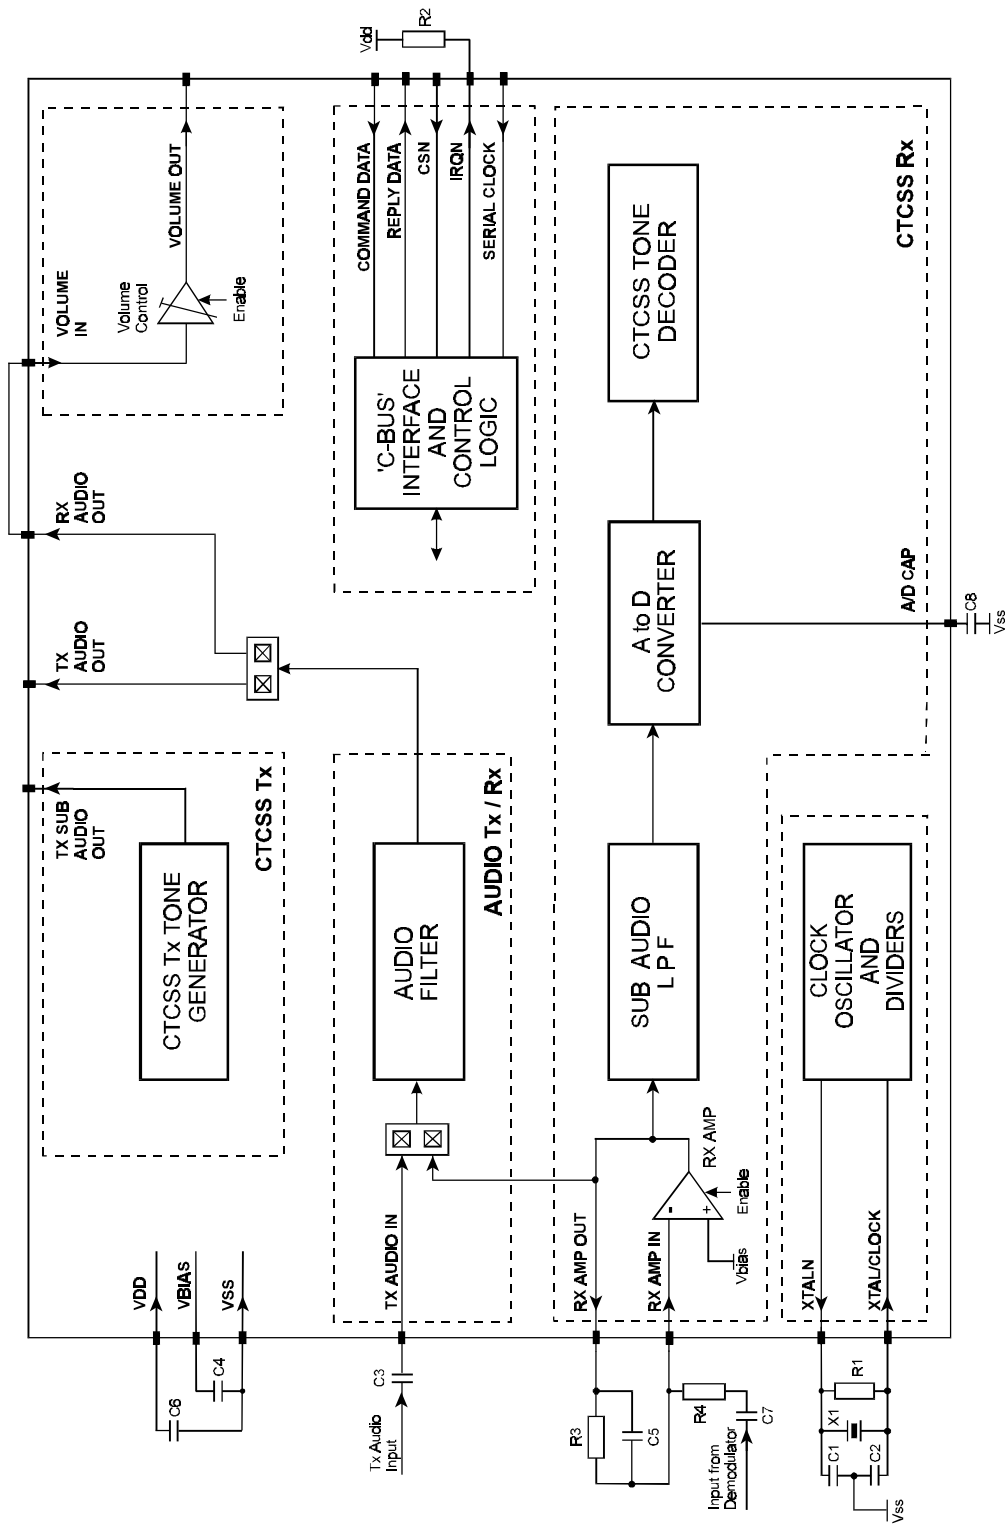 VDD
VBIAS
VSS
C6
C4
CTCSS Tx TONE
GENERATOR
TX SUB
AUDIO
OUT
CTCSS Tx
TX
AUDIO
OUT
RX
AUDIO
OUT
VOLUME
IN
Volume
Control
Enable
VOLUME OUT
Tx Audio
Input
C3
TX AUDIO IN
AUDIO
FILTER
AUDIO Tx / Rx
'C-BUS'
INTERFACE
AND
CONTROL
LOGIC
COMMAND DATA
REPLY DATA
CSN
IRQN
SERIAL CLOCK
Vdd
R2
R3
C5
R4
C7
Input from
Demodulator
RX AMP OUT
RX AMP IN
-
+
RX AMP
Enable
Vbias
SUB AUDIO
L P F
A to D
CONVERTER
CTCSS TONE
DECODER
A/D CAP
C8
Vss
CTCSS Rx
XTALN
XTAL/CLOCK
R1
X1
C1
C2
Vss
CLOCK
OSCILLATOR
AND
DIVIDERS